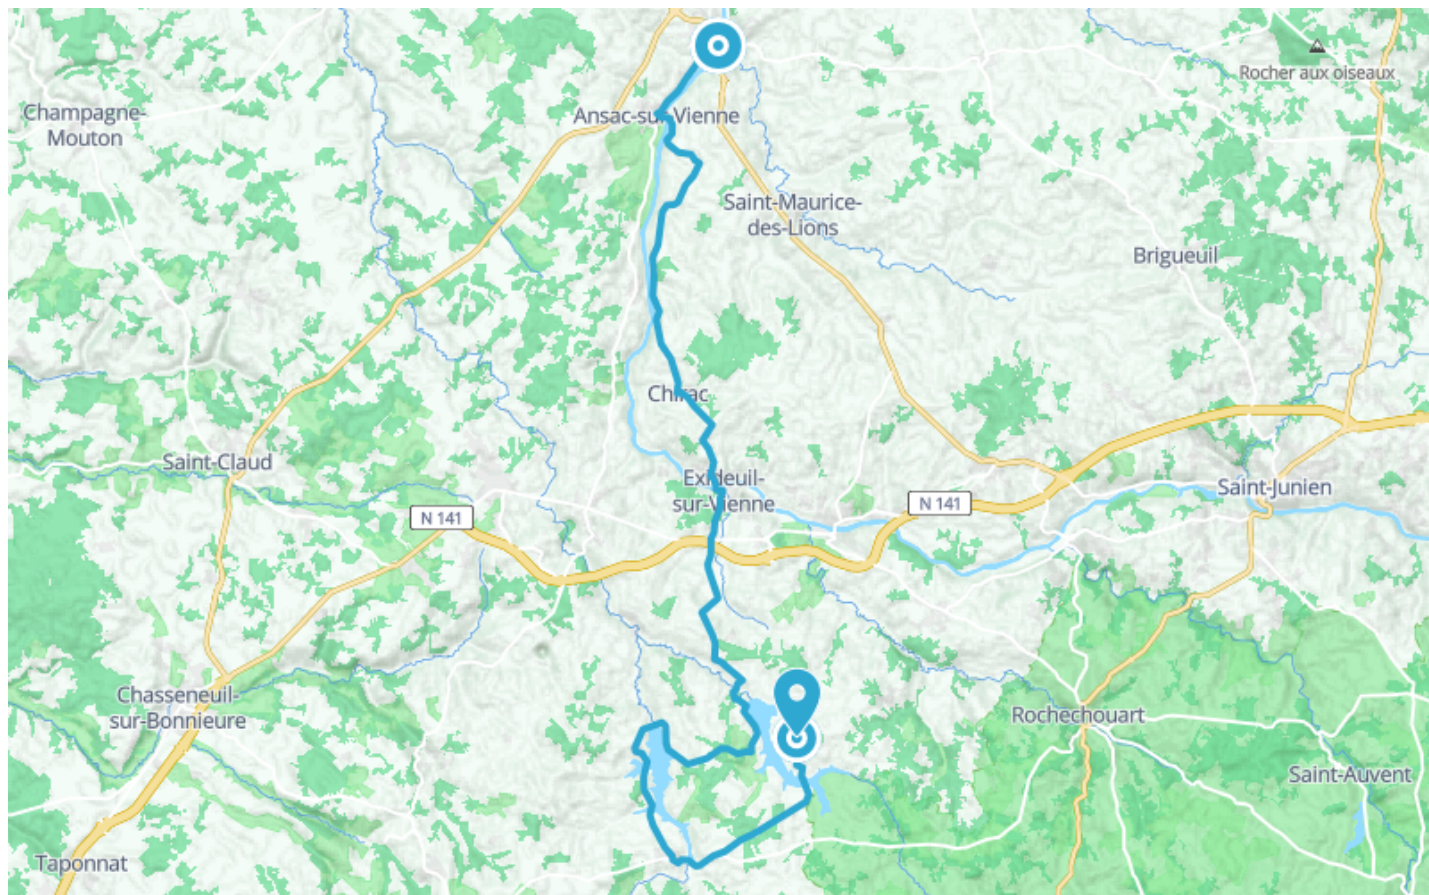 Rocher aux oiseaux
Champagne-
Mouton
Ansac-sur-Vienne
Saint-Maurice-
des-Lions
Brigueuil
Chirac
Saint-Claud
Exideuil-
sur-Vienne
Saint-Junien
N 141
N 141
Chasseneuil-
sur-Bonnieure
Rochechouart
Saint-Auvent
Taponnat